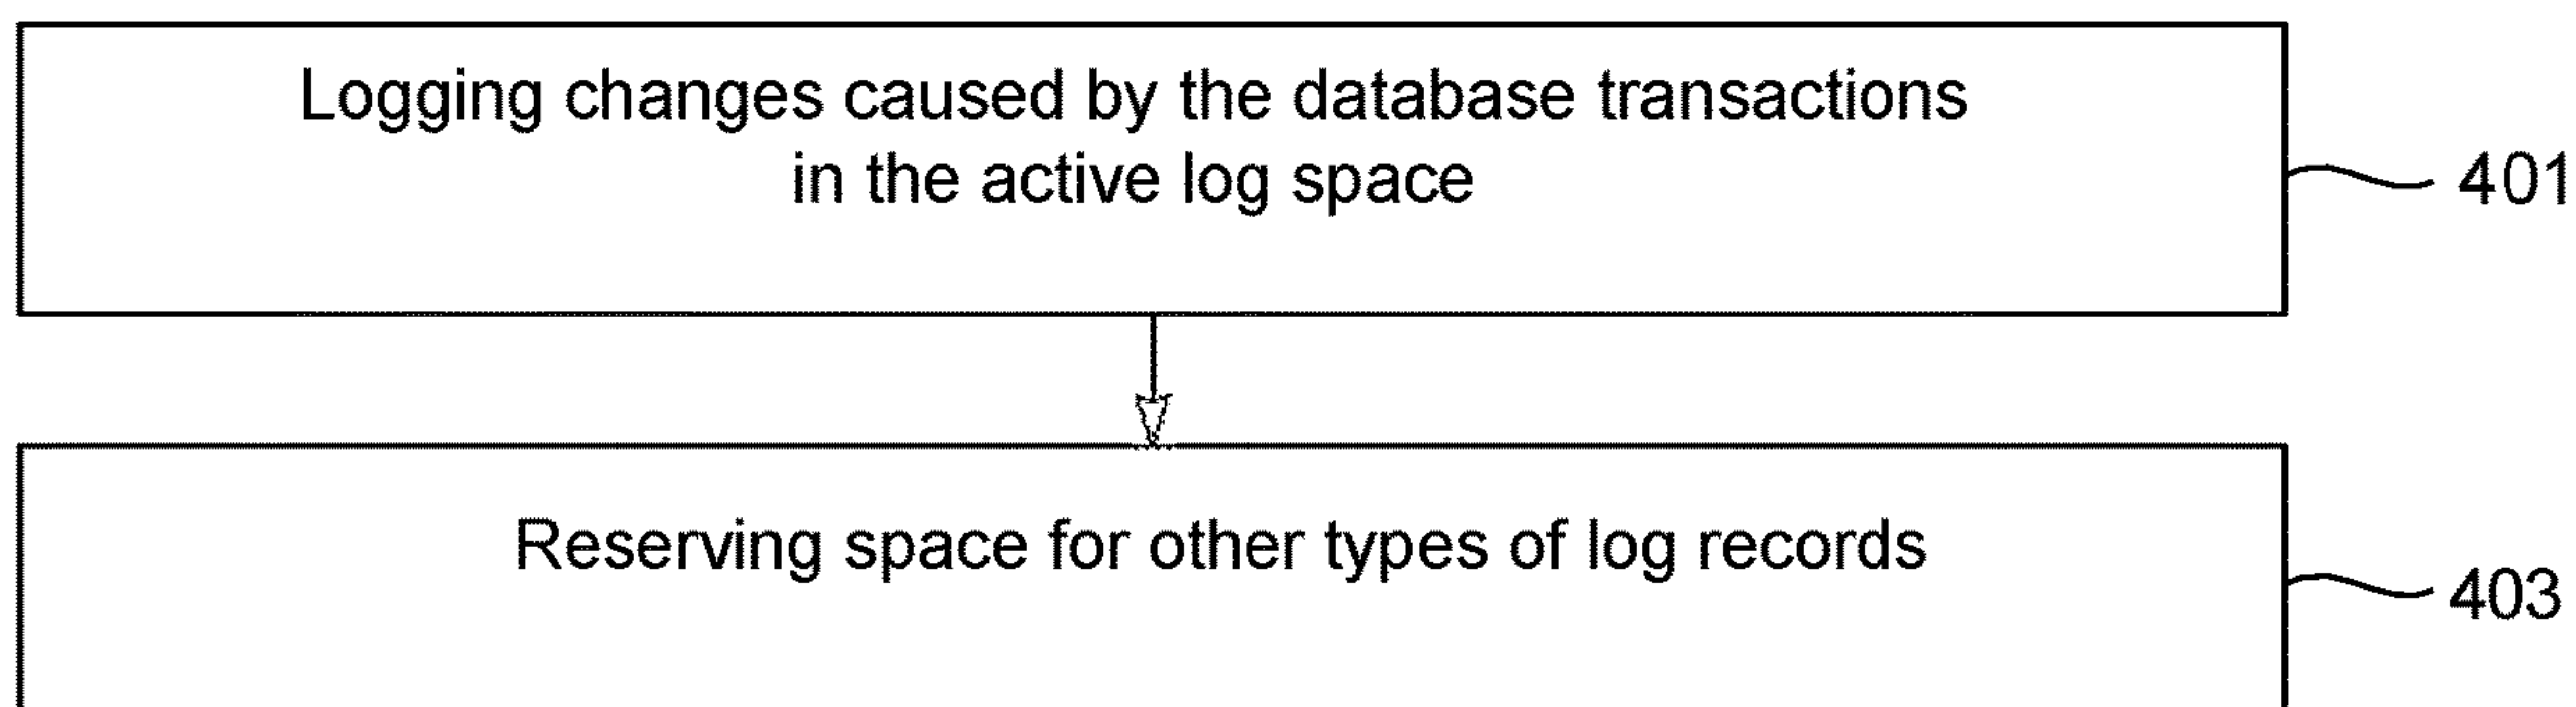 Logging changes caused by the database transactions
in the active log space
401
Reserving space for other types of log records
403